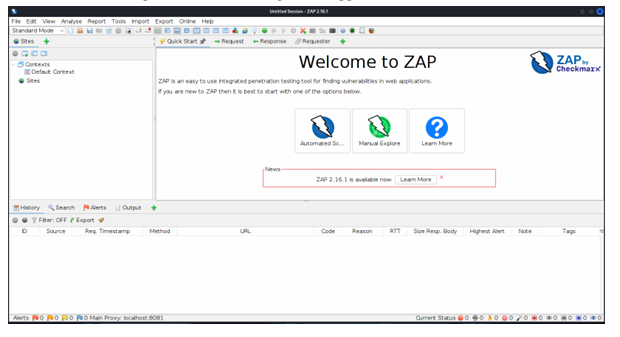 Untitled Session - ZAP 2.16.1
File Edit View Analyse Report Tools Import Export Online Help
Standard Mode
Sites
Quick Start Request Response Requester
Contexts
Default Context
Sites
Welcome to ZAP
ZAP by Checkmarx
ZAP is an easy to use integrated penetration testing tool for finding vulnerabilities in web applications.
If you are new to ZAP then it is best to start with one of the options below.
Automated Sc... Manual Explore Learn More
News
ZAP 2.16.1 is available now Learn More
History Search Alerts Output
Filter: OFF Export
ID Source Req. Timestamp Method URL Code Reason RTT Size Resp. Body Highest Alert Note Tags
Alerts 0 0 0 0 Main Proxy: localhost:8081 Current Status 0 0 0 0 0 0 0 0 0 0